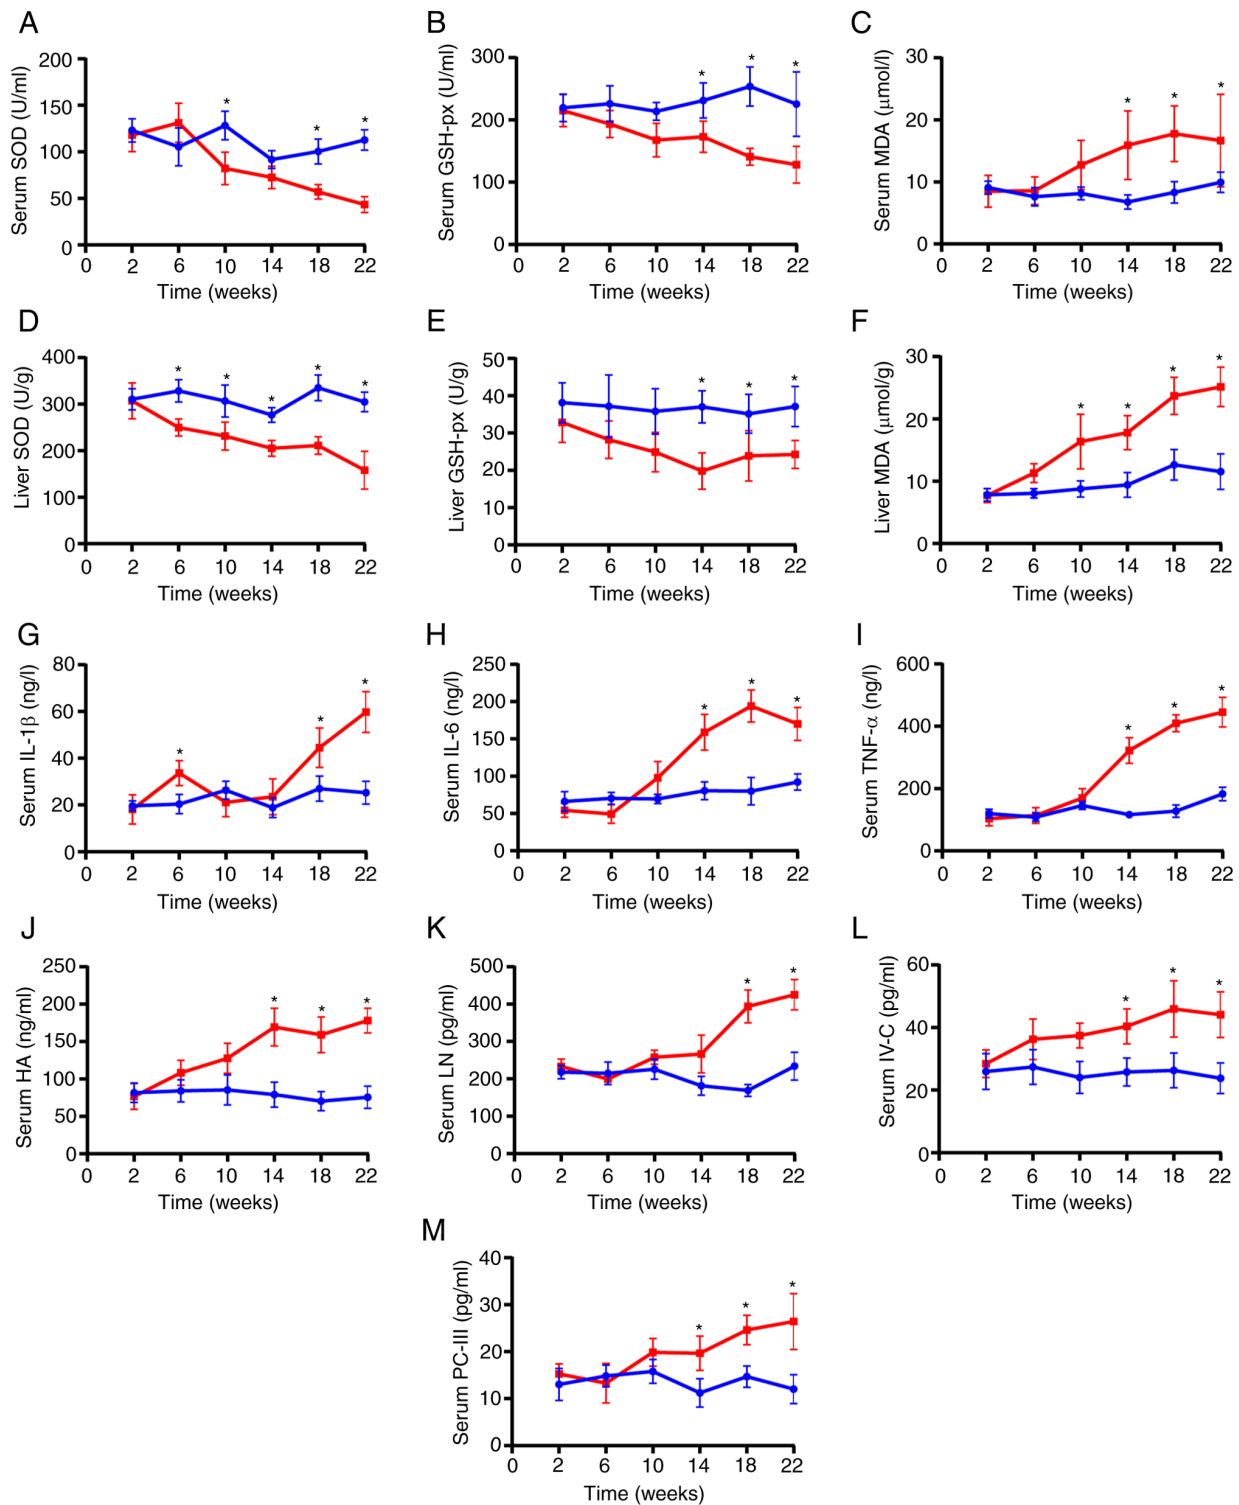 A
Serum SOD (U/ml)
200
150
100
50
0
0 2 6 10 14 18 22
Time (weeks)
* * *
B
Serum GSH-px (U/ml)
300
200
100
0
0 2 6 10 14 18 22
Time (weeks)
* * *
C
Serum MDA (μmol/l)
30
20
10
0
0 2 6 10 14 18 22
Time (weeks)
* * *
D
Liver SOD (U/g)
400
300
200
100
0
0 2 6 10 14 18 22
Time (weeks)
* * * * *
E
Liver GSH-px (U/g)
50
40
30
20
10
0
0 2 6 10 14 18 22
Time (weeks)
* * *
F
Liver MDA (μmol/g)
30
20
10
0
0 2 6 10 14 18 22
Time (weeks)
* * * *
G
Serum IL-1β (ng/l)
80
60
40
20
0
0 2 6 10 14 18 22
Time (weeks)
* * *
H
Serum IL-6 (ng/l)
250
200
150
100
50
0
0 2 6 10 14 18 22
Time (weeks)
* * *
I
Serum TNF-α (ng/l)
600
400
200
0
0 2 6 10 14 18 22
Time (weeks)
* * *
J
Serum HA (ng/ml)
250
200
150
100
50
0
0 2 6 10 14 18 22
Time (weeks)
* * *
K
Serum LN (pg/ml)
500
400
300
200
100
0
0 2 6 10 14 18 22
Time (weeks)
* *
L
Serum IV-C (pg/ml)
60
40
20
0
0 2 6 10 14 18 22
Time (weeks)
* * *
M
Serum PC-III (pg/ml)
40
30
20
10
0
0 2 6 10 14 18 22
Time (weeks)
* * *